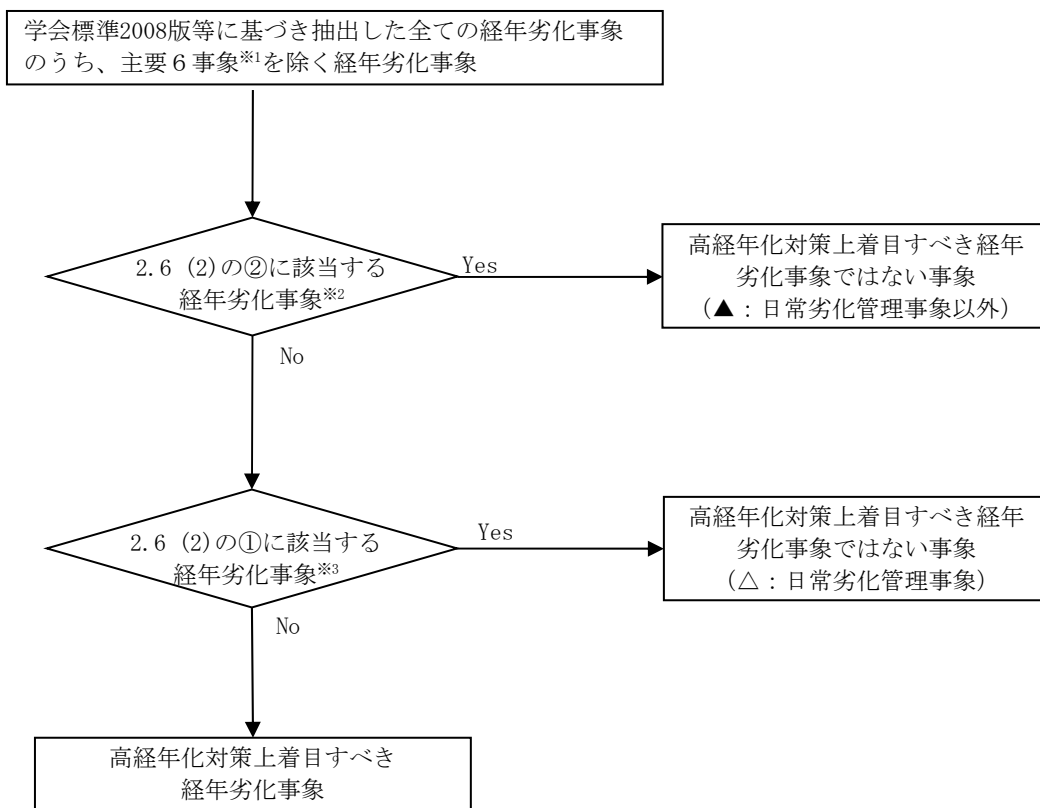 学会標準2008版等に基づき抽出した全ての経年劣化事象
のうち、主要６事象※1を除く経年劣化事象
2.6 (2)の②に該当する
経年劣化事象※2
Yes
高経年化対策上着目すべき経年
劣化事象ではない事象
（▲：日常劣化管理事象以外）
No
2.6 (2)の①に該当する
経年劣化事象※3
Yes
高経年化対策上着目すべき経年
劣化事象ではない事象
（△：日常劣化管理事象）
No
高経年化対策上着目すべき
経年劣化事象